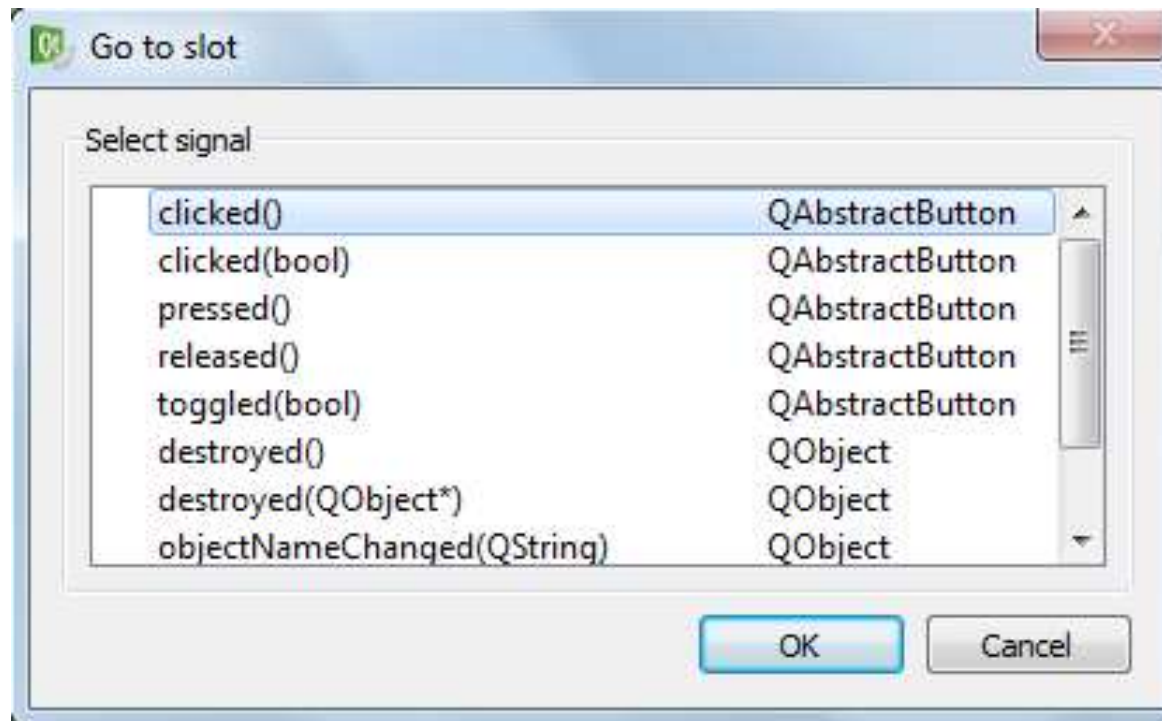 Qt Go to slot
Select signal
clicked() QAbstractButton
clicked(bool) QAbstractButton
pressed() QAbstractButton
released() QAbstractButton
toggled(bool) QAbstractButton
destroyed() QObject
destroyed(QObject*) QObject
objectNameChanged(QString) QObject
OK Cancel